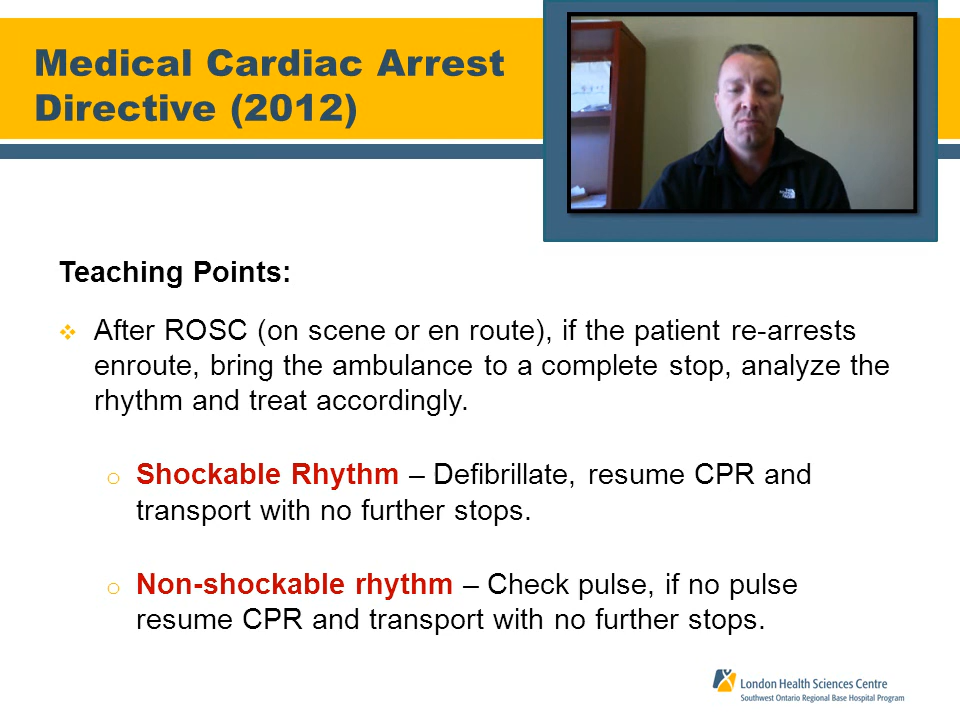 Medical Cardiac Arrest
Directive (2012)
Teaching Points:
After ROSC (on scene or en route), if the patient re-arrests
enroute, bring the ambulance to a complete stop, analyze the
rhythm and treat accordingly.
Shockable Rhythm – Defibrillate, resume CPR and
transport with no further stops.
Non-shockable rhythm – Check pulse, if no pulse
resume CPR and transport with no further stops.
London Health Sciences Centre
Southwest Ontario Regional Base Hospital Program